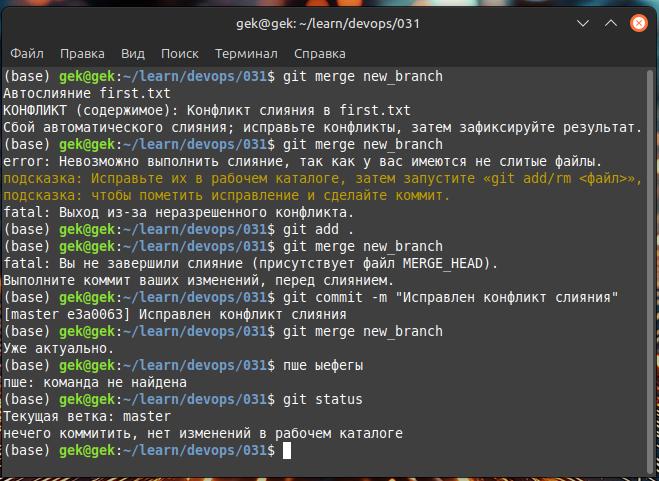 gek@gek: ~/learn/devops/031
Файл Правка Вид Поиск Терминал Справка
(base) gek@gek:~/learn/devops/031$ git merge new_branch
Автослияние first.txt
КОНФЛИКТ (содержимое): Конфликт слияния в first.txt
Сбой автоматического слияния; исправьте конфликты, затем зафиксируйте результат.
(base) gek@gek:~/learn/devops/031$ git merge new_branch
error: Невозможно выполнить слияние, так как у вас имеются не слитые файлы.
подсказка: Исправьте их в рабочем каталоге, затем запустите «git add/rm <файл>»,
подсказка: чтобы пометить исправление и сделайте коммит.
fatal: Выход из-за неразрешенного конфликта.
(base) gek@gek:~/learn/devops/031$ git add .
(base) gek@gek:~/learn/devops/031$ git merge new_branch
fatal: Вы не завершили слияние (присутствует файл MERGE_HEAD).
Выполните коммит ваших изменений, перед слиянием.
(base) gek@gek:~/learn/devops/031$ git commit -m "Исправлен конфликт слияния"
[master e3a0063] Исправлен конфликт слияния
(base) gek@gek:~/learn/devops/031$ git merge new_branch
Уже актуально.
(base) gek@gek:~/learn/devops/031$ пше ыефегы
пше: команда не найдена
(base) gek@gek:~/learn/devops/031$ git status
Текущая ветка: master
нечего коммитить, нет изменений в рабочем каталоге
(base) gek@gek:~/learn/devops/031$